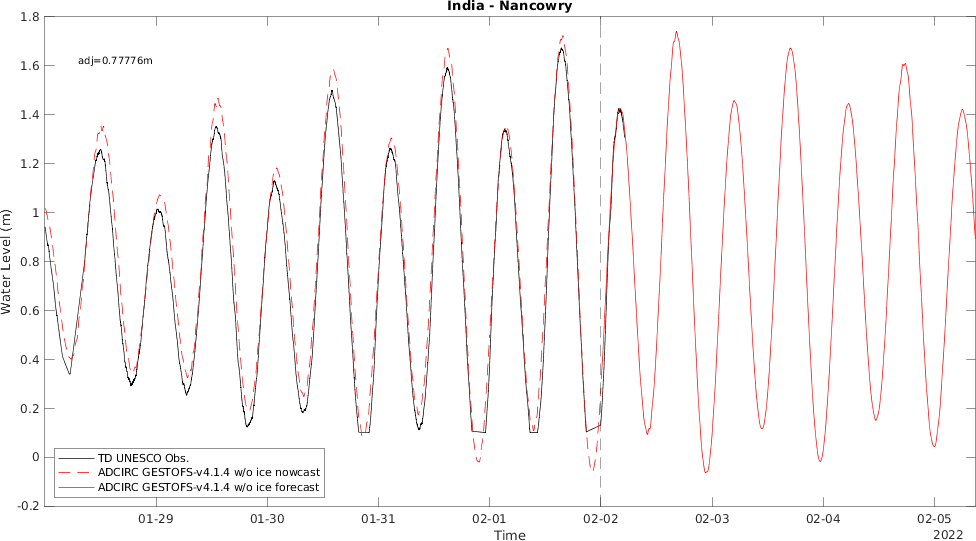 India - Nancowry
1.8
1.6
1.4
1.2
1
0.8
0.6
0.4
0.2
0
-0.2
Water Level (m)
adj=0.77776m
TD UNESCO Obs.
ADCIRC GESTOFS-v4.1.4 w/o ice nowcast
ADCIRC GESTOFS-v4.1.4 w/o ice forecast
01-29 01-30 01-31 02-01 02-02 02-03 02-04 02-05
Time
2022